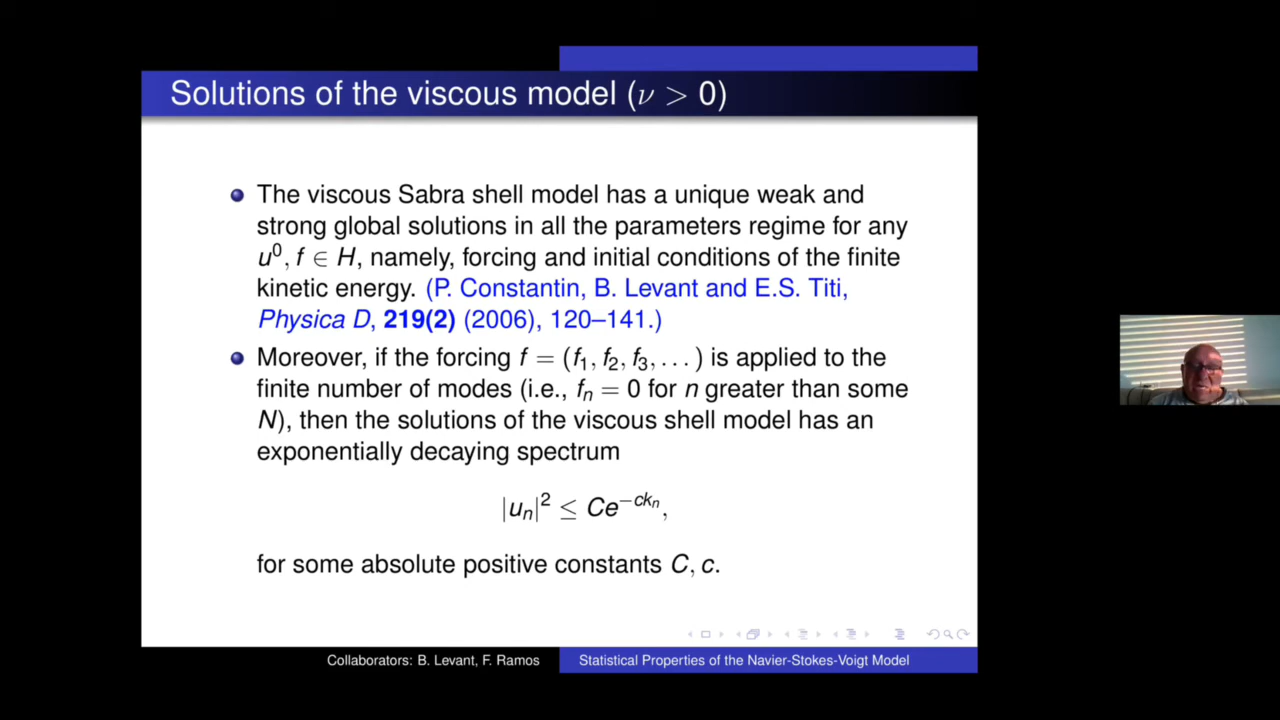 Solutions of the viscous model (ν > 0)
The viscous Sabra shell model has a unique weak and
strong global solutions in all the parameters regime for any
u⁰, f ∈ H, namely, forcing and initial conditions of the finite
kinetic energy. (P. Constantin, B. Levant and E.S. Titi,
Physica D, 219(2) (2006), 120–141.)
Moreover, if the forcing f = (f₁, f₂, f₃, . . . ) is applied to the
finite number of modes (i.e., fₙ = 0 for n greater than some
N), then the solutions of the viscous shell model has an
exponentially decaying spectrum
|uₙ|² ≤ Ce^{−ckₙ},
for some absolute positive constants C, c.
Collaborators: B. Levant, F. Ramos
Statistical Properties of the Navier-Stokes-Voigt Model